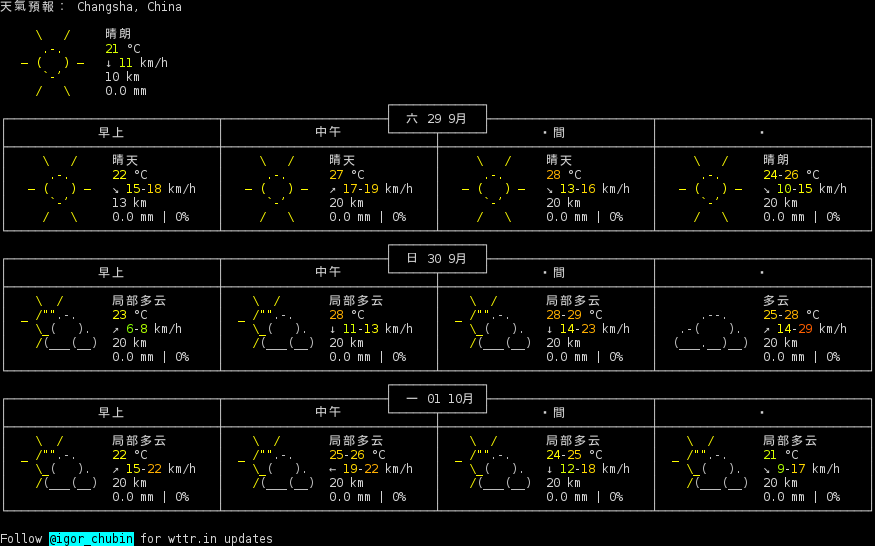 天氣預報： Changsha, China
晴朗
21 °C
↓ 11 km/h
10 km
0.0 mm
六 29 9月
早上 中午 ·間 ·
晴天 晴天 晴天 晴朗
22 °C 27 °C 28 °C 24-26 °C
↘ 15-18 km/h ↗ 17-19 km/h ↘ 13-16 km/h ↘ 10-15 km/h
13 km 20 km 20 km 20 km
0.0 mm | 0% 0.0 mm | 0% 0.0 mm | 0% 0.0 mm | 0%
日 30 9月
早上 中午 ·間 ·
局部多云 局部多云 局部多云 多云
23 °C 28 °C 28-29 °C 25-28 °C
↗ 6-8 km/h ↓ 11-13 km/h ↓ 14-23 km/h ↗ 14-29 km/h
20 km 20 km 20 km 20 km
0.0 mm | 0% 0.0 mm | 0% 0.0 mm | 0% 0.0 mm | 0%
一 01 10月
早上 中午 ·間 ·
局部多云 局部多云 局部多云 局部多云
22 °C 25-26 °C 24-25 °C 21 °C
↗ 15-22 km/h ← 19-22 km/h ↓ 12-18 km/h ↘ 9-17 km/h
20 km 20 km 20 km 20 km
0.0 mm | 0% 0.0 mm | 0% 0.0 mm | 0% 0.0 mm | 0%
Follow @igor_chubin for wttr.in updates